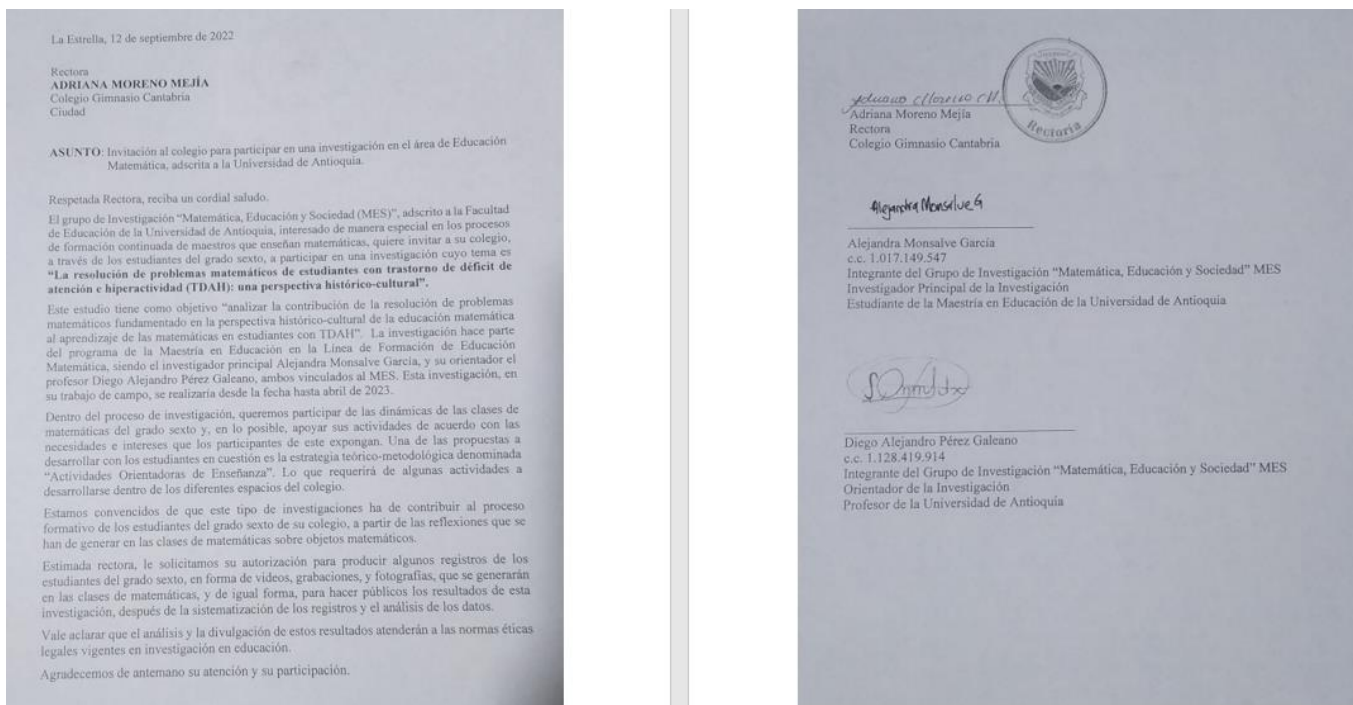 La Estrella, 12 de septiembre de 2022
Rectora
ADRIANA MORENO MEJÍA
Colegio Gimnasio Cantabria
Ciudad
ASUNTO: Invitación al colegio para participar en una investigación en el área de Educación
Matemática, adscrita a la Universidad de Antioquia.
Respetada Rectora, reciba un cordial saludo.
El grupo de Investigación “Matemática, Educación y Sociedad (MES)”, adscrito a la Facultad
de Educación de la Universidad de Antioquia, interesado de manera especial en los procesos
de formación continuada de maestros que enseñan matemáticas, quiere invitar a su colegio,
a través de los estudiantes del grado sexto, a participar en una investigación cuyo tema es
“La resolución de problemas matemáticos de estudiantes con trastorno de déficit de
atención e hiperactividad (TDAH): una perspectiva histórico-cultural”.
Este estudio tiene como objetivo “analizar la contribución de la resolución de problemas
matemáticos fundamentado en la perspectiva histórico-cultural de la educación matemática
al aprendizaje de las matemáticas en estudiantes con TDAH”. La investigación hace parte
del programa de la Maestría en Educación en la Línea de Formación de Educación
Matemática, siendo el investigador principal Alejandra Monsalve García, y su orientador el
profesor Diego Alejandro Pérez Galeano, ambos vinculados al MES. Esta investigación, en
su trabajo de campo, se realizaría desde la fecha hasta abril de 2023.
Dentro del proceso de investigación, queremos participar de las dinámicas de las clases de
matemáticas del grado sexto y, en lo posible, apoyar sus actividades de acuerdo con las
necesidades e intereses que los participantes de este expongan. Una de las propuestas a
desarrollar con los estudiantes en cuestión es la estrategia teórico-metodológica denominada
“Actividades Orientadoras de Enseñanza”. Lo que requerirá de algunas actividades a
desarrollarse dentro de los diferentes espacios del colegio.
Estamos convencidos de que este tipo de investigaciones ha de contribuir al proceso
formativo de los estudiantes del grado sexto de su colegio, a partir de las reflexiones que se
han de generar en las clases de matemáticas sobre objetos matemáticos.
Estimada rectora, le solicitamos su autorización para producir algunos registros de los
estudiantes del grado sexto, en forma de videos, grabaciones, y fotografías, que se generarán
en las clases de matemáticas, y de igual forma, para hacer públicos los resultados de esta
investigación, después de la sistematización de los registros y el análisis de los datos.
Vale aclarar que el análisis y la divulgación de estos resultados atenderán a las normas éticas
legales vigentes en investigación en educación.
Agradecemos de antemano su atención y su participación.
Adriana Moreno M.
Rectoría
Adriana Moreno Mejía
Rectora
Colegio Gimnasio Cantabria
Alejandra Monsalve G
Alejandra Monsalve García
c.c. 1.017.149.547
Integrante del Grupo de Investigación “Matemática, Educación y Sociedad” MES
Investigador Principal de la Investigación
Estudiante de la Maestría en Educación de la Universidad de Antioquia
Diego Alejandro Pérez Galeano
c.c. 1.128.419.914
Integrante del Grupo de Investigación “Matemática, Educación y Sociedad” MES
Orientador de la Investigación
Profesor de la Universidad de Antioquia